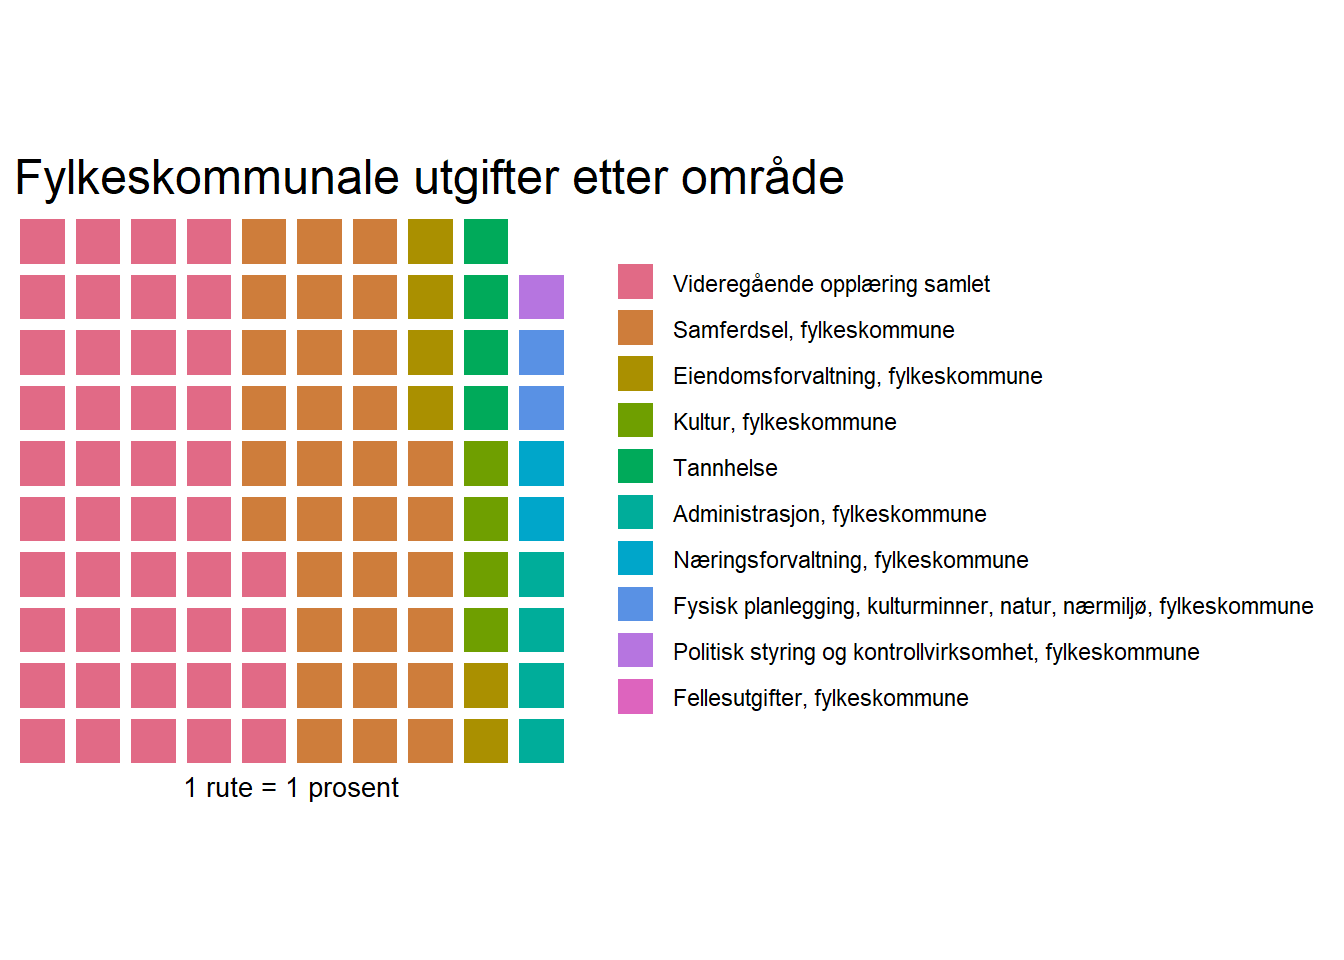 Fylkeskommunale utgifter etter område
Videregående opplæring samlet
Samferdsel, fylkeskommune
Eiendomsforvaltning, fylkeskommune
Kultur, fylkeskommune
Tannhelse
Administrasjon, fylkeskommune
Næringsforvaltning, fylkeskommune
Fysisk planlegging, kulturminner, natur, nærmiljø, fylkeskommune
Politisk styring og kontrollvirksomhet, fylkeskommune
Fellesutgifter, fylkeskommune
1 rute = 1 prosent